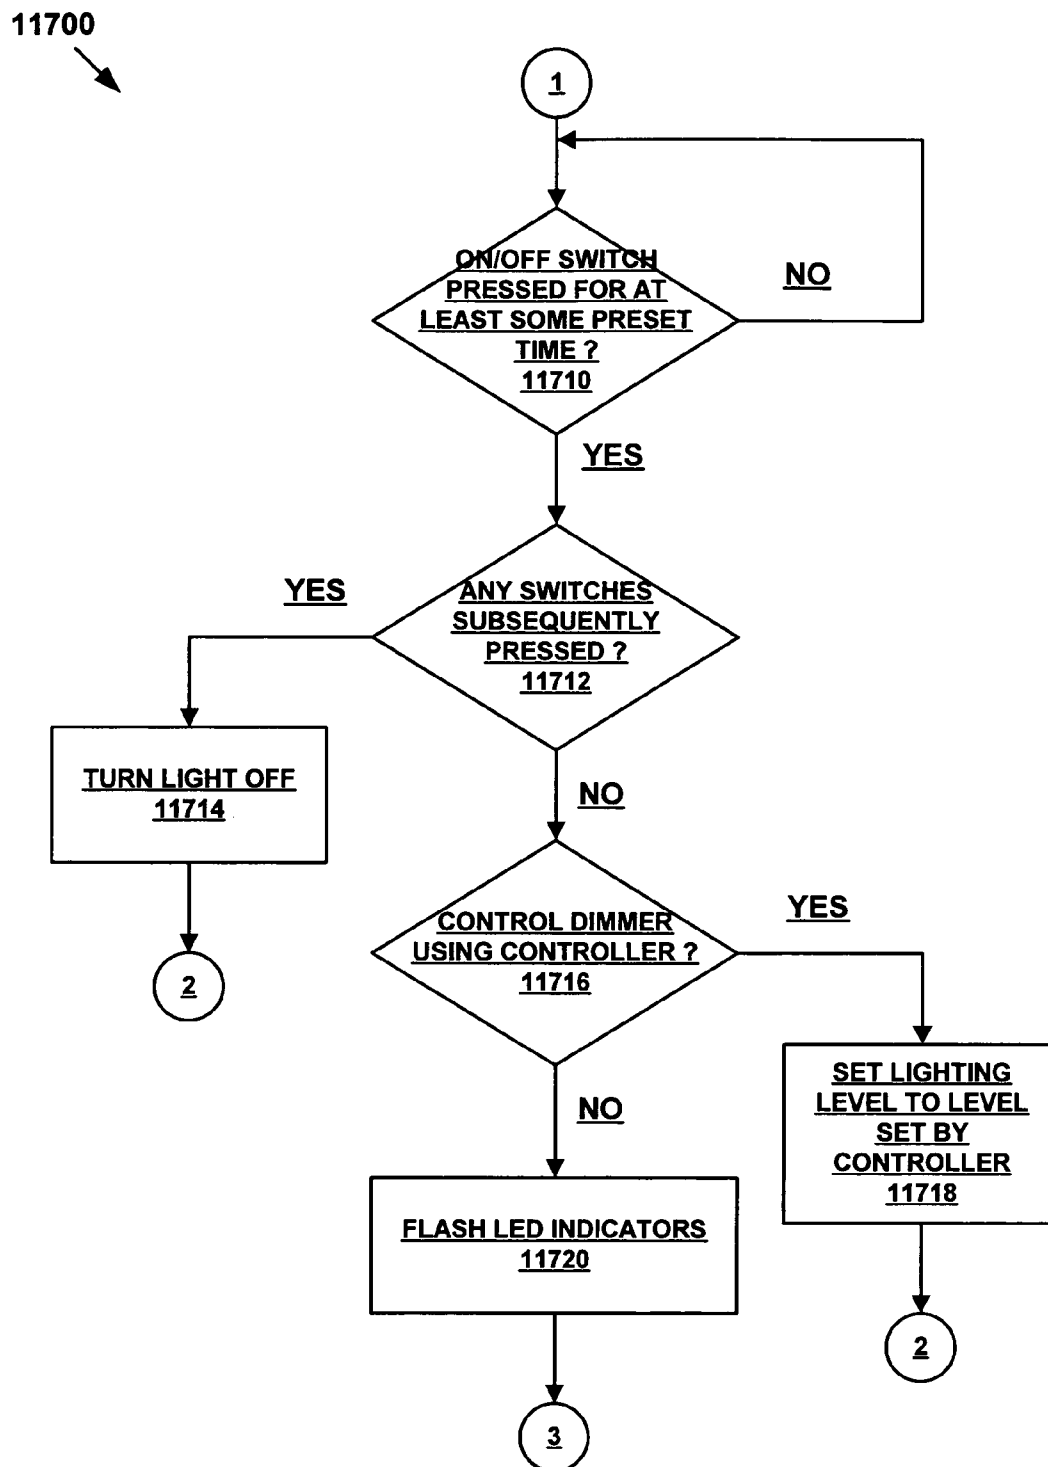 11700
1
ON/OFF SWITCH
PRESSED FOR AT
LEAST SOME PRESET
TIME ?
11710
NO
YES
ANY SWITCHES
SUBSEQUENTLY
PRESSED ?
11712
YES
TURN LIGHT OFF
11714
2
NO
CONTROL DIMMER
USING CONTROLLER ?
11716
YES
SET LIGHTING
LEVEL TO LEVEL
SET BY
CONTROLLER
11718
2
NO
FLASH LED INDICATORS
11720
3